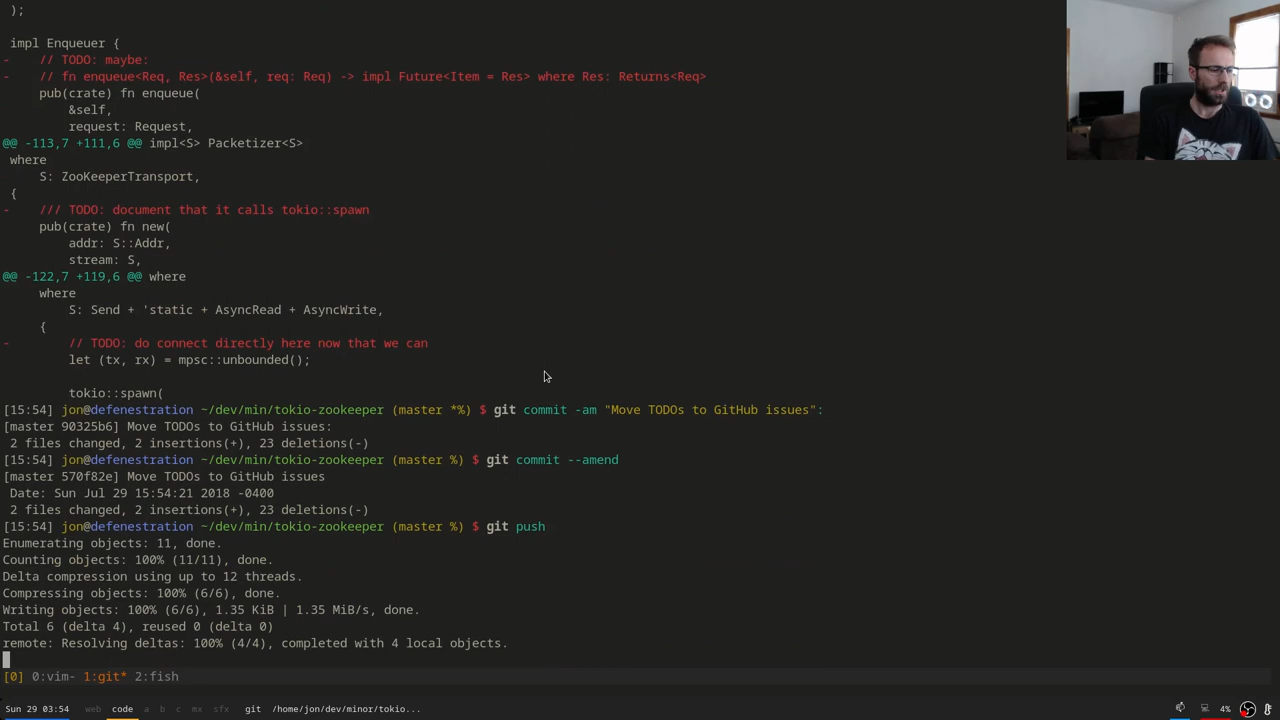 );
impl Enqueuer {
-    // TODO: maybe:
-    // fn enqueue<Req, Res>(&self, req: Req) -> impl Future<Item = Res> where Res: Returns<Req>
pub(crate) fn enqueue(
&self,
request: Request,
@@ -113,7 +111,6 @@ impl<S> Packetizer<S>
where
S: ZooKeeperTransport,
{
-    /// TODO: document that it calls tokio::spawn
pub(crate) fn new(
addr: S::Addr,
stream: S,
@@ -122,7 +119,6 @@ where
where
S: Send + 'static + AsyncRead + AsyncWrite,
{
-        // TODO: do connect directly here now that we can
let (tx, rx) = mpsc::unbounded();
tokio::spawn(
[15:54] jon@defenestration ~/dev/min/tokio-zookeeper (master *%) $ git commit -am "Move TODOs to GitHub issues":
[master 90325b6] Move TODOs to GitHub issues:
2 files changed, 2 insertions(+), 23 deletions(-)
[15:54] jon@defenestration ~/dev/min/tokio-zookeeper (master %) $ git commit --amend
[master 570f82e] Move TODOs to GitHub issues
Date: Sun Jul 29 15:54:21 2018 -0400
2 files changed, 2 insertions(+), 23 deletions(-)
[15:54] jon@defenestration ~/dev/min/tokio-zookeeper (master %) $ git push
Enumerating objects: 11, done.
Counting objects: 100% (11/11), done.
Delta compression using up to 12 threads.
Compressing objects: 100% (6/6), done.
Writing objects: 100% (6/6), 1.35 KiB | 1.35 MiB/s, done.
Total 6 (delta 4), reused 0 (delta 0)
remote: Resolving deltas: 100% (4/4), completed with 4 local objects.
[0] 0:vim- 1:git* 2:fish
Sun 29 03:54 web code a b c mx sfx git /home/jon/dev/minor/tokio... 4%